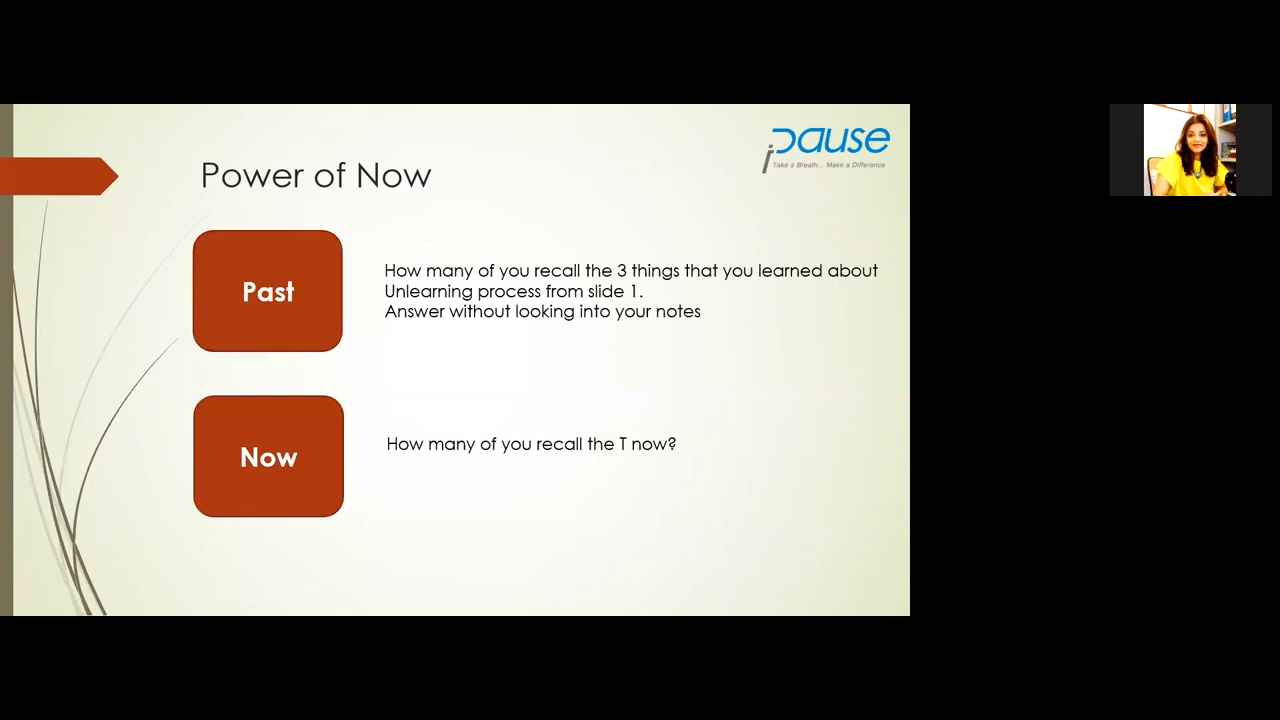 ipause
Take a Breath... Make a Difference
Power of Now
Past
How many of you recall the 3 things that you learned about
Unlearning process from slide 1.
Answer without looking into your notes
Now
How many of you recall the T now?